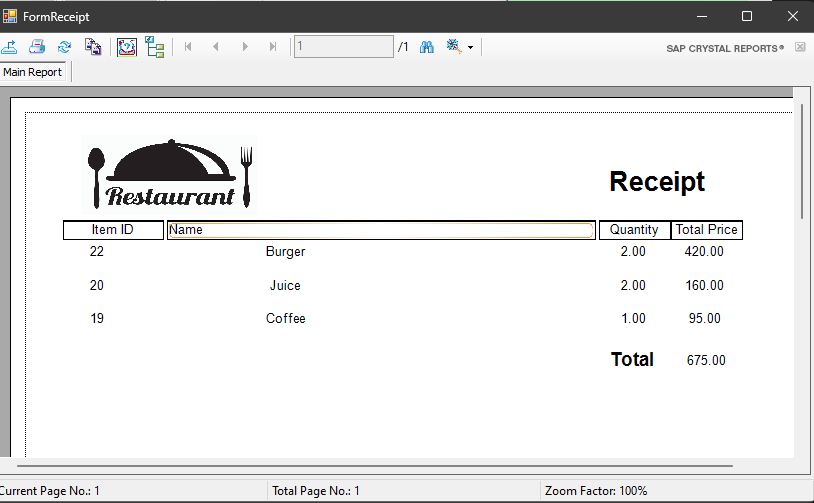 FormReceipt
1 /1 SAP CRYSTAL REPORTS®
Main Report
Restaurant
Receipt
Item ID Name Quantity Total Price
22 Burger 2.00 420.00
20 Juice 2.00 160.00
19 Coffee 1.00 95.00
Total 675.00
Current Page No.: 1 Total Page No.: 1 Zoom Factor: 100%